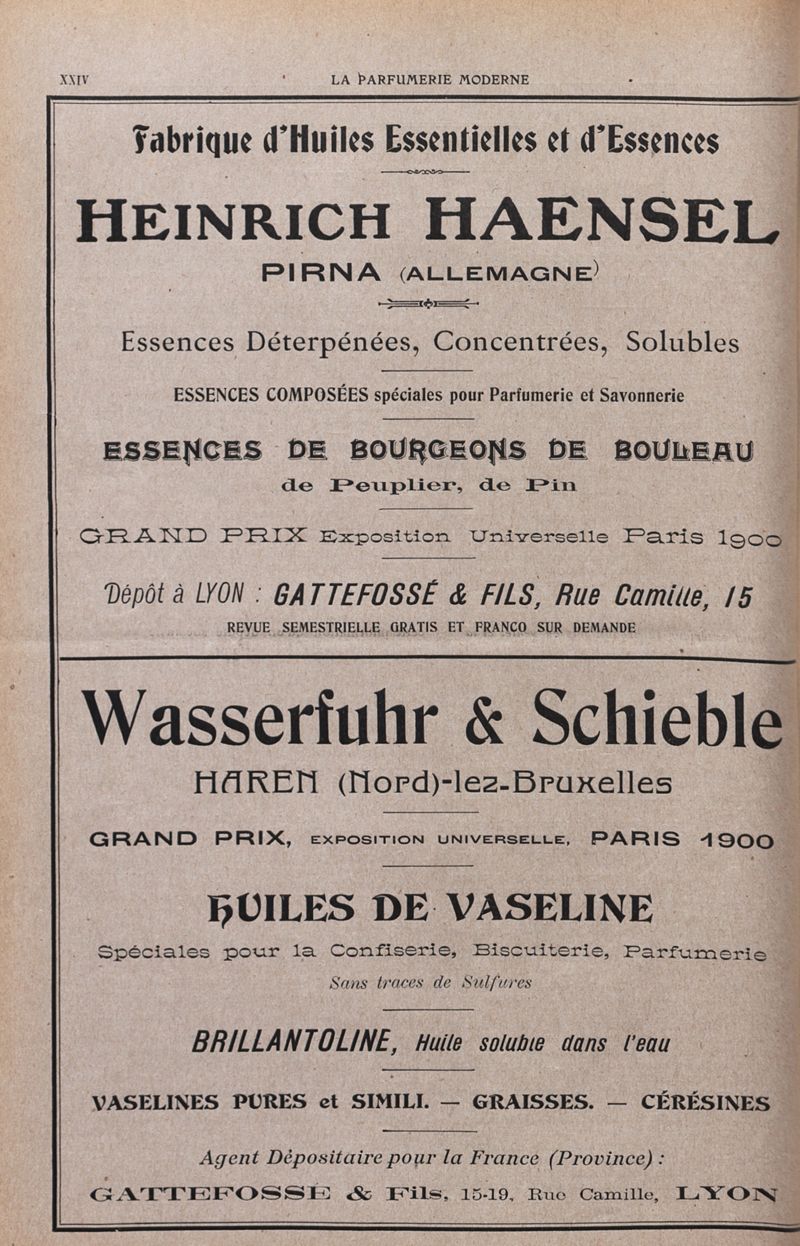 XXIV LA PARFUMERIE MODERNE
Fabrique d'Huiles Essentielles et d'Essences
HEINRICH HAENSEL
PIRNA (ALLEMAGNE)
Essences Déterpénées, Concentrées, Solubles
ESSENCES COMPOSÉES spéciales pour Parfumerie et Savonnerie
ESSENCES DE BOURGEONS DE BOULEAU
de Peuplier, de Pin
GRAND PRIX Exposition Universelle Paris 1900
Dépôt à LYON : GATTEFOSSÉ & FILS, Rue Camille, 15
REVUE SEMESTRIELLE GRATIS ET FRANCO SUR DEMANDE
Wasserfuhr & Schieble
HAREN (Nord)-lez-Bruxelles
GRAND PRIX, EXPOSITION UNIVERSELLE, PARIS 1900
HUILES DE VASELINE
Spéciales pour la Confiserie, Biscuiterie, Parfumerie
Sans traces de Sulfures
BRILLANTOLINE, Huile soluble dans l'eau
VASELINES PURES et SIMILI. — GRAISSES. — CÉRÉSINES
Agent Dépositaire pour la France (Province) :
GATTEFOSSE & Fils, 15-19, Rue Camille, LYON